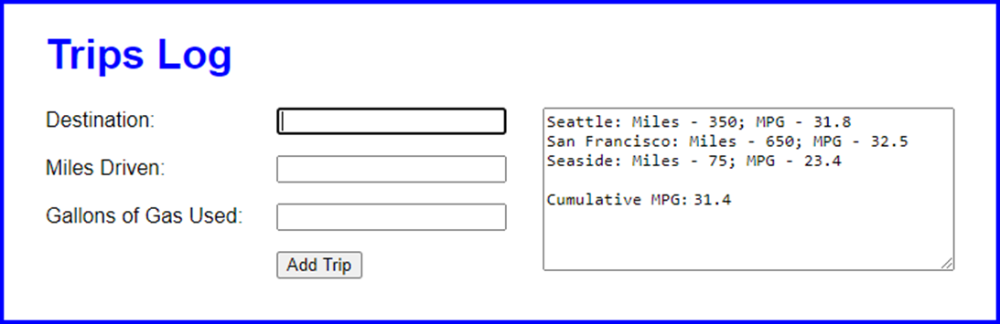 Trips Log
Destination:
Miles Driven:
Gallons of Gas Used:
Add Trip
Seattle: Miles - 350; MPG - 31.8
San Francisco: Miles - 650; MPG - 32.5
Seaside: Miles - 75; MPG - 23.4
Cumulative MPG: 31.4